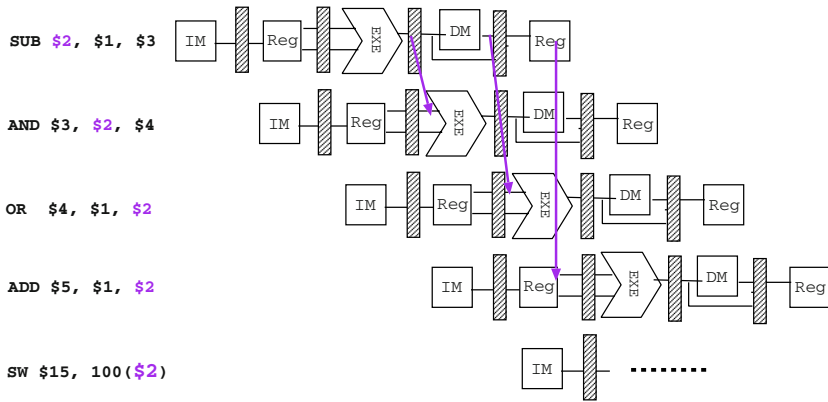 SUB $2, $1, $3 IM Reg EXE DM Reg
AND $3, $2, $4 IM Reg EXE DM Reg
OR $4, $1, $2 IM Reg EXE DM Reg
ADD $5, $1, $2 IM Reg EXE DM Reg
SW $15, 100($2) IM ........